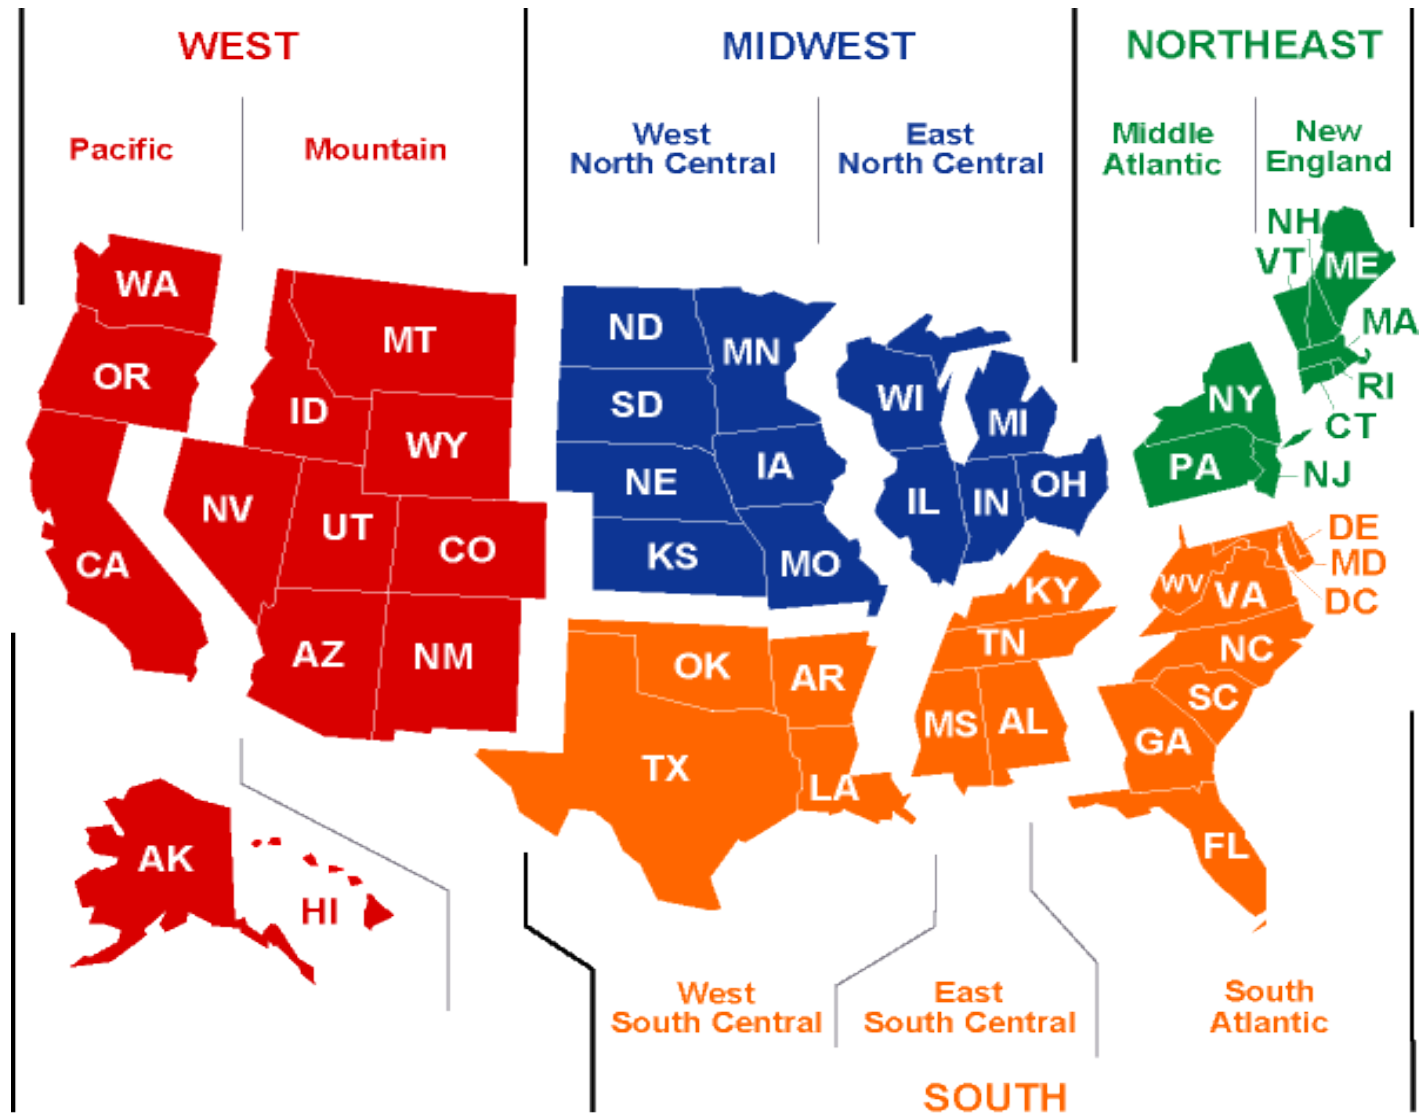 WEST
MIDWEST
NORTHEAST
Pacific
Mountain
West
North Central
East
North Central
Middle
Atlantic
New
England
WA
OR
CA
NV
ID
MT
WY
UT
CO
AZ
NM
AK
HI
ND
SD
NE
KS
MN
IA
MO
WI
MI
IL
IN
OH
NH
VT
ME
MA
RI
CT
NY
PA
NJ
OK
AR
TX
LA
KY
TN
MS
AL
WV
VA
DE
MD
DC
NC
SC
GA
FL
West
South Central
East
South Central
South
Atlantic
SOUTH